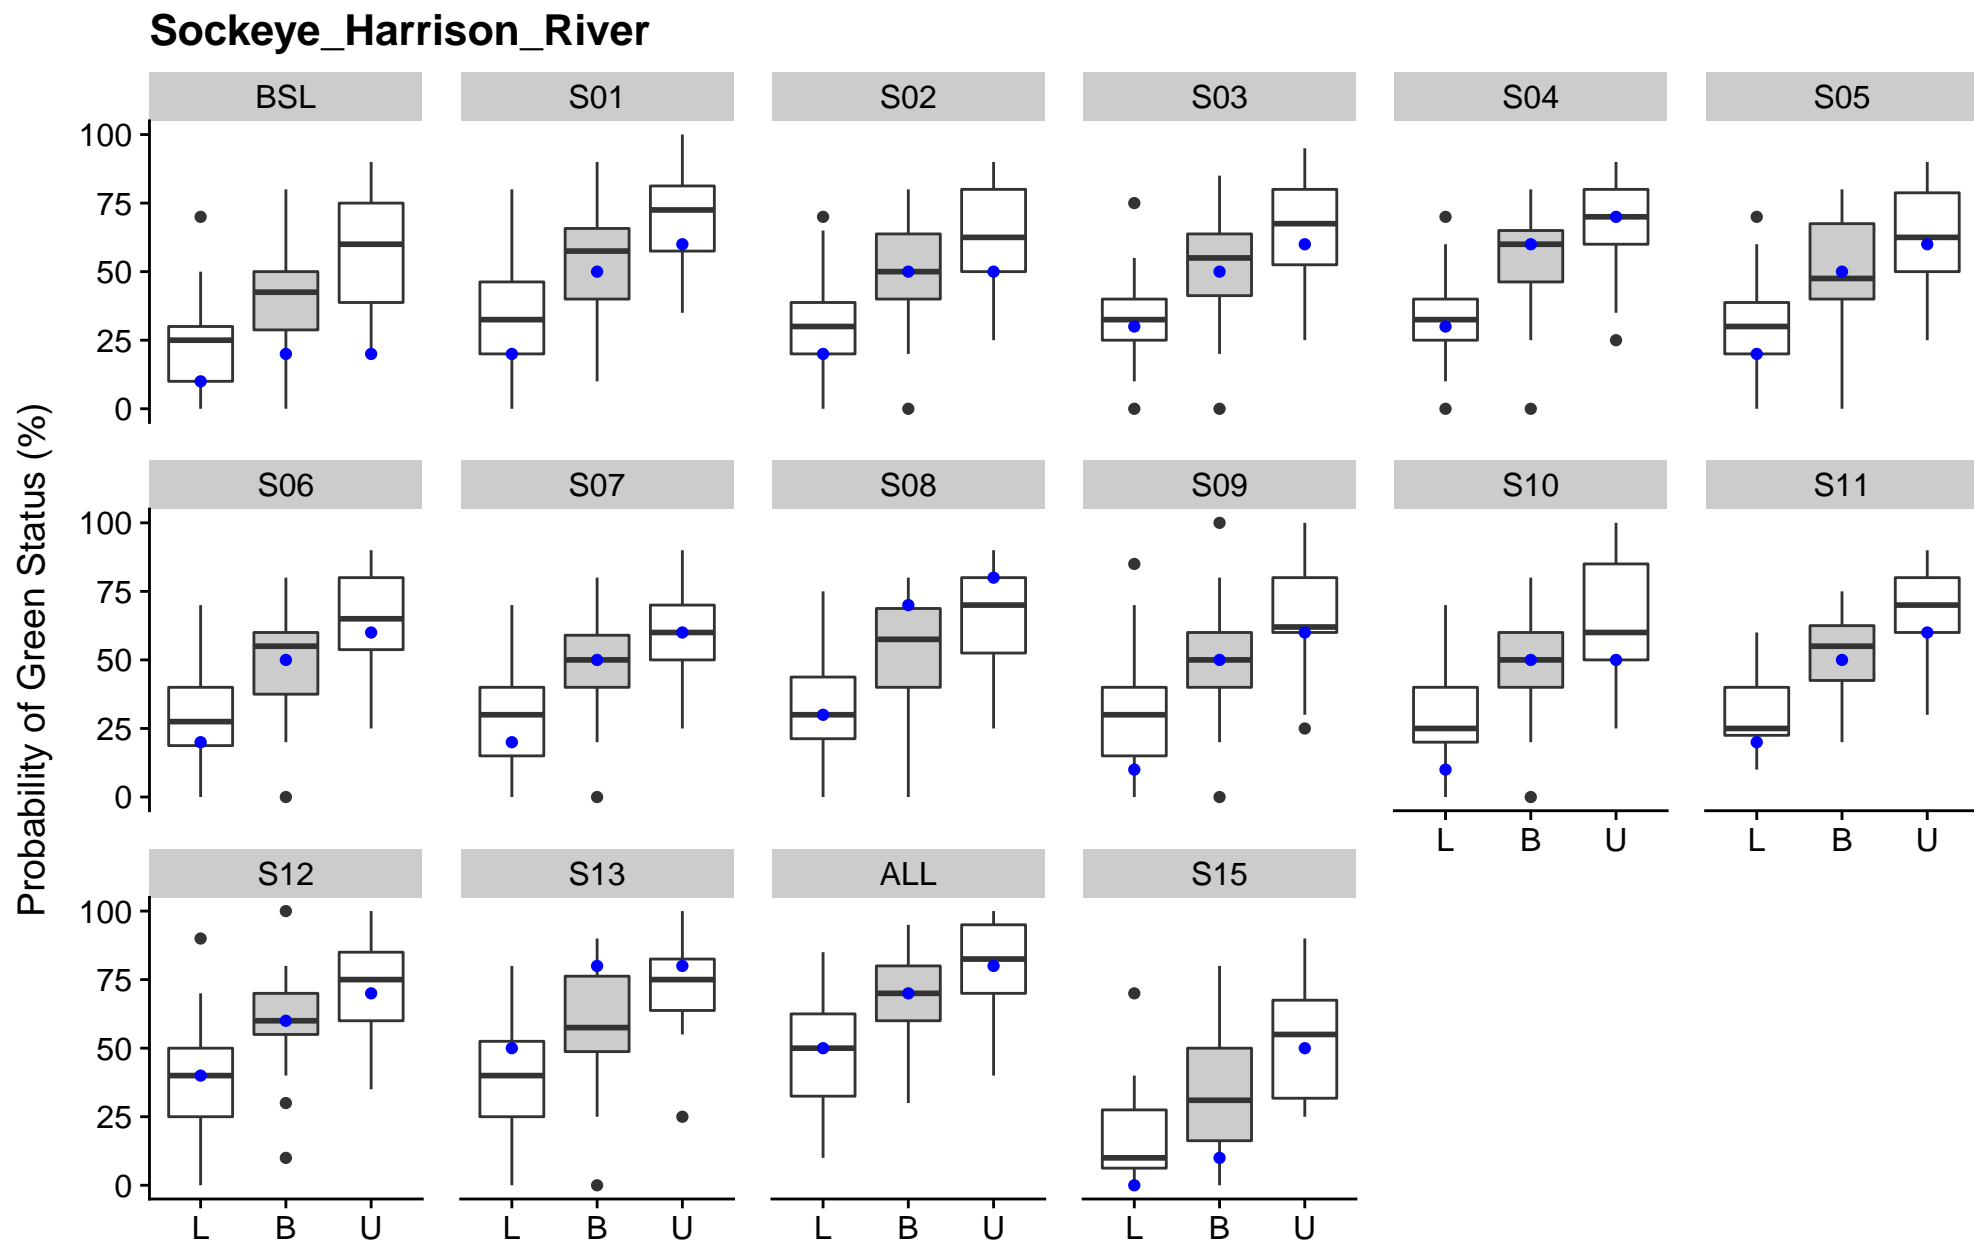 Sockeye_Harrison_River
BSL S01 S02 S03 S04 S05
100
75
50
25
0
S06 S07 S08 S09 S10 S11
100
75
50
25
0
L B U L B U
S12 S13 ALL S15
100
75
50
25
0
L B U L B U L B U L B U
Probability of Green Status (%)